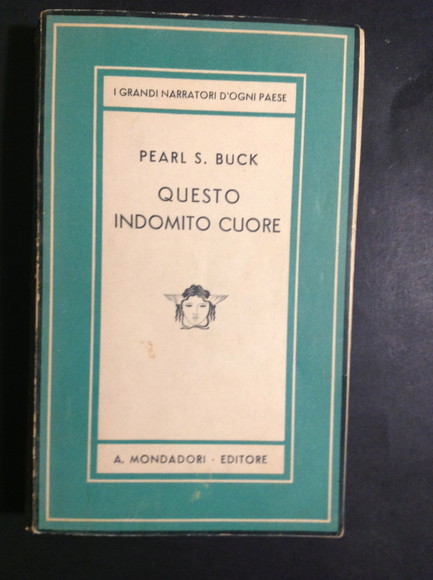 I GRANDI NARRATORI D'OGNI PAESE
PEARL S. BUCK
QUESTO
INDOMITO CUORE
A. MONDADORI · EDITORE